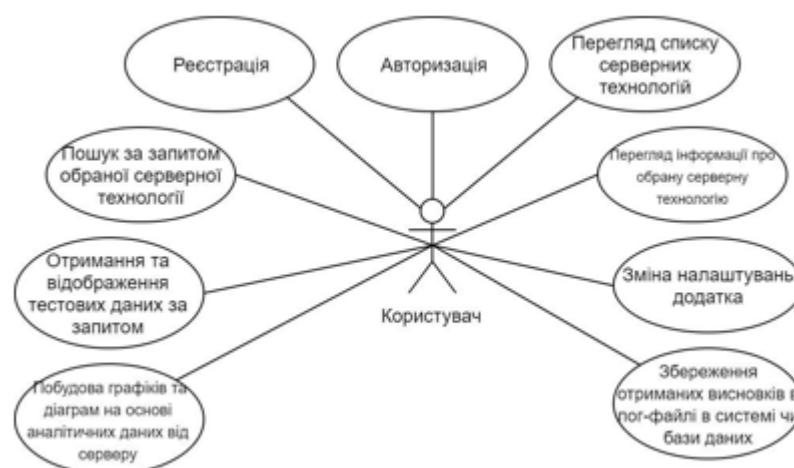 Реєстрація
Авторизація
Перегляд списку
серверних
технологій
Пошук за запитом
обраної серверної
технології
Перегляд інформації про
обрану серверну
технологію
Отримання та
відображення
тестових даних за
запитом
Зміна налаштувань
додатка
Користувач
Побудова графіків та
діаграм на основі
аналітичних даних від
серверу
Збереження
отриманих висновків в
лог-файлі в системі чи
бази даних